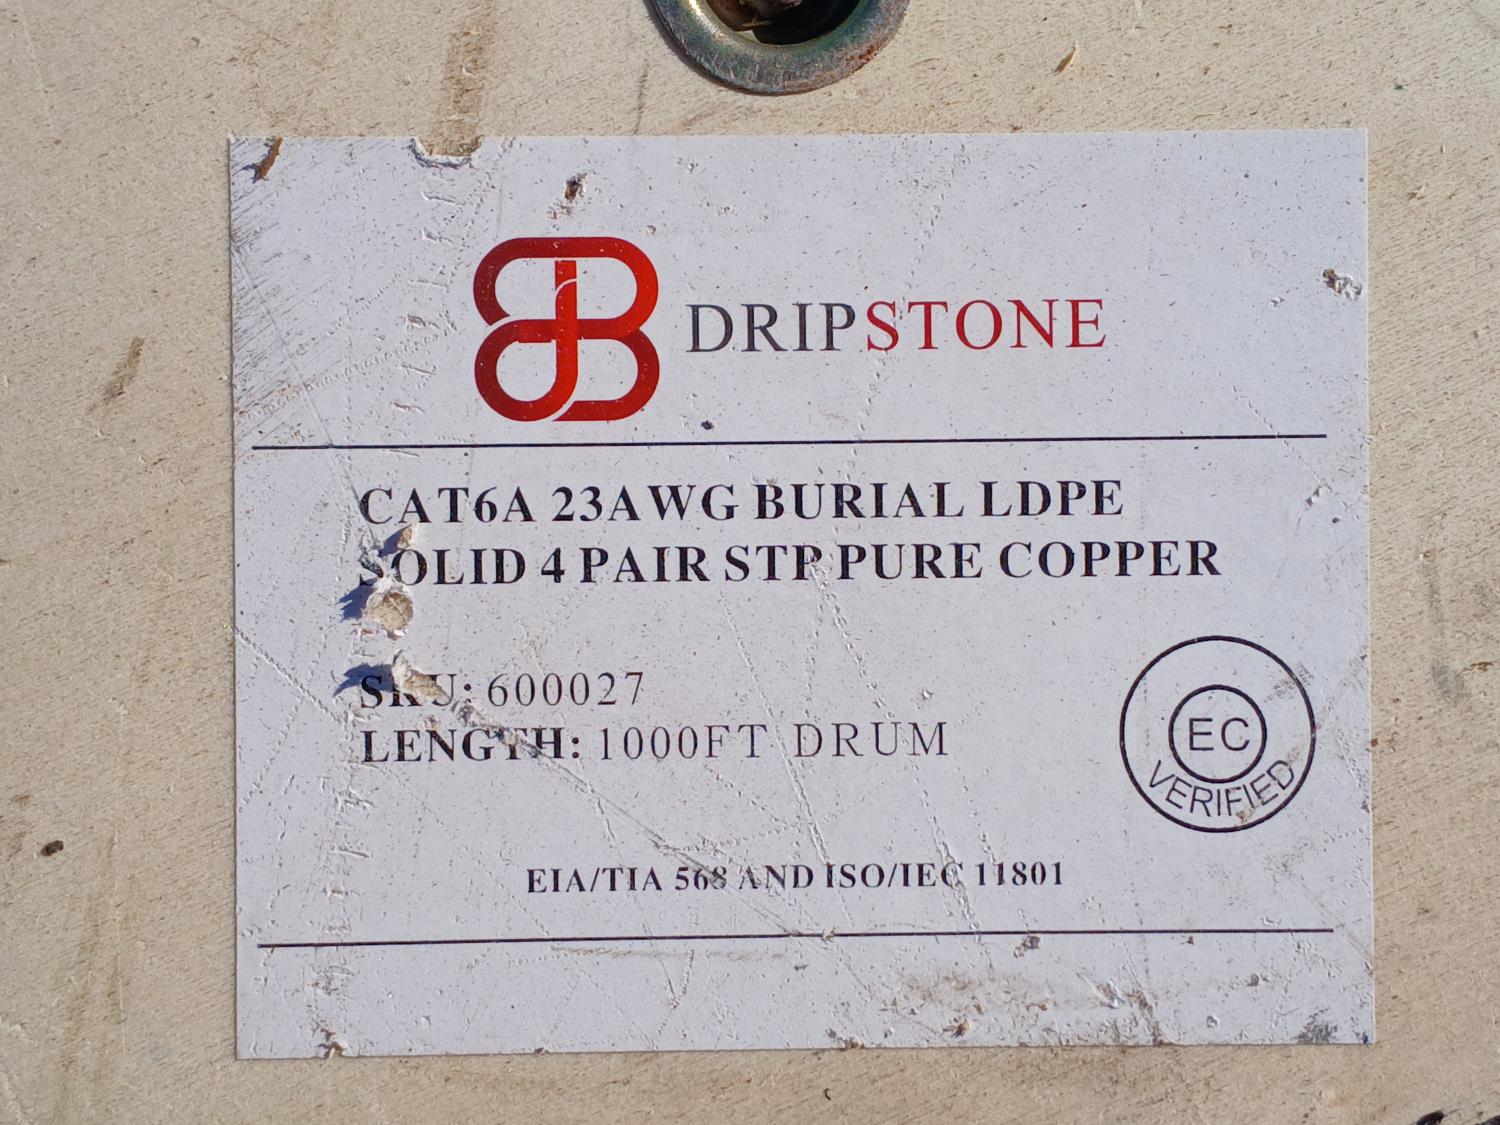 DRIPSTONE
CAT6A 23AWG BURIAL LDPE
SOLID 4 PAIR STP PURE COPPER
SKU: 600027
LENGTH: 1000FT DRUM
EC
VERIFIED
EIA/TIA 568 AND ISO/IEC 11801